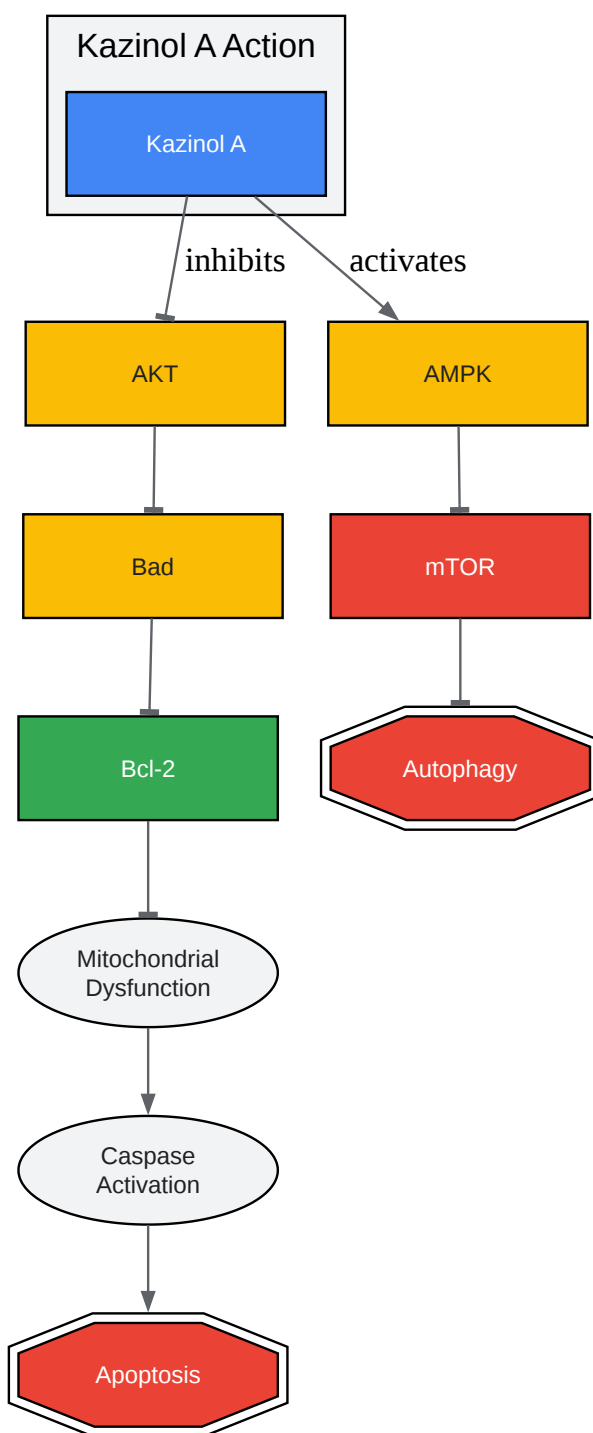 Kazinol A Action
Kazinol A
inhibits
activates
AKT
AMPK
Bad
mTOR
Bcl-2
Autophagy
Mitochondrial
Dysfunction
Caspase
Activation
Apoptosis